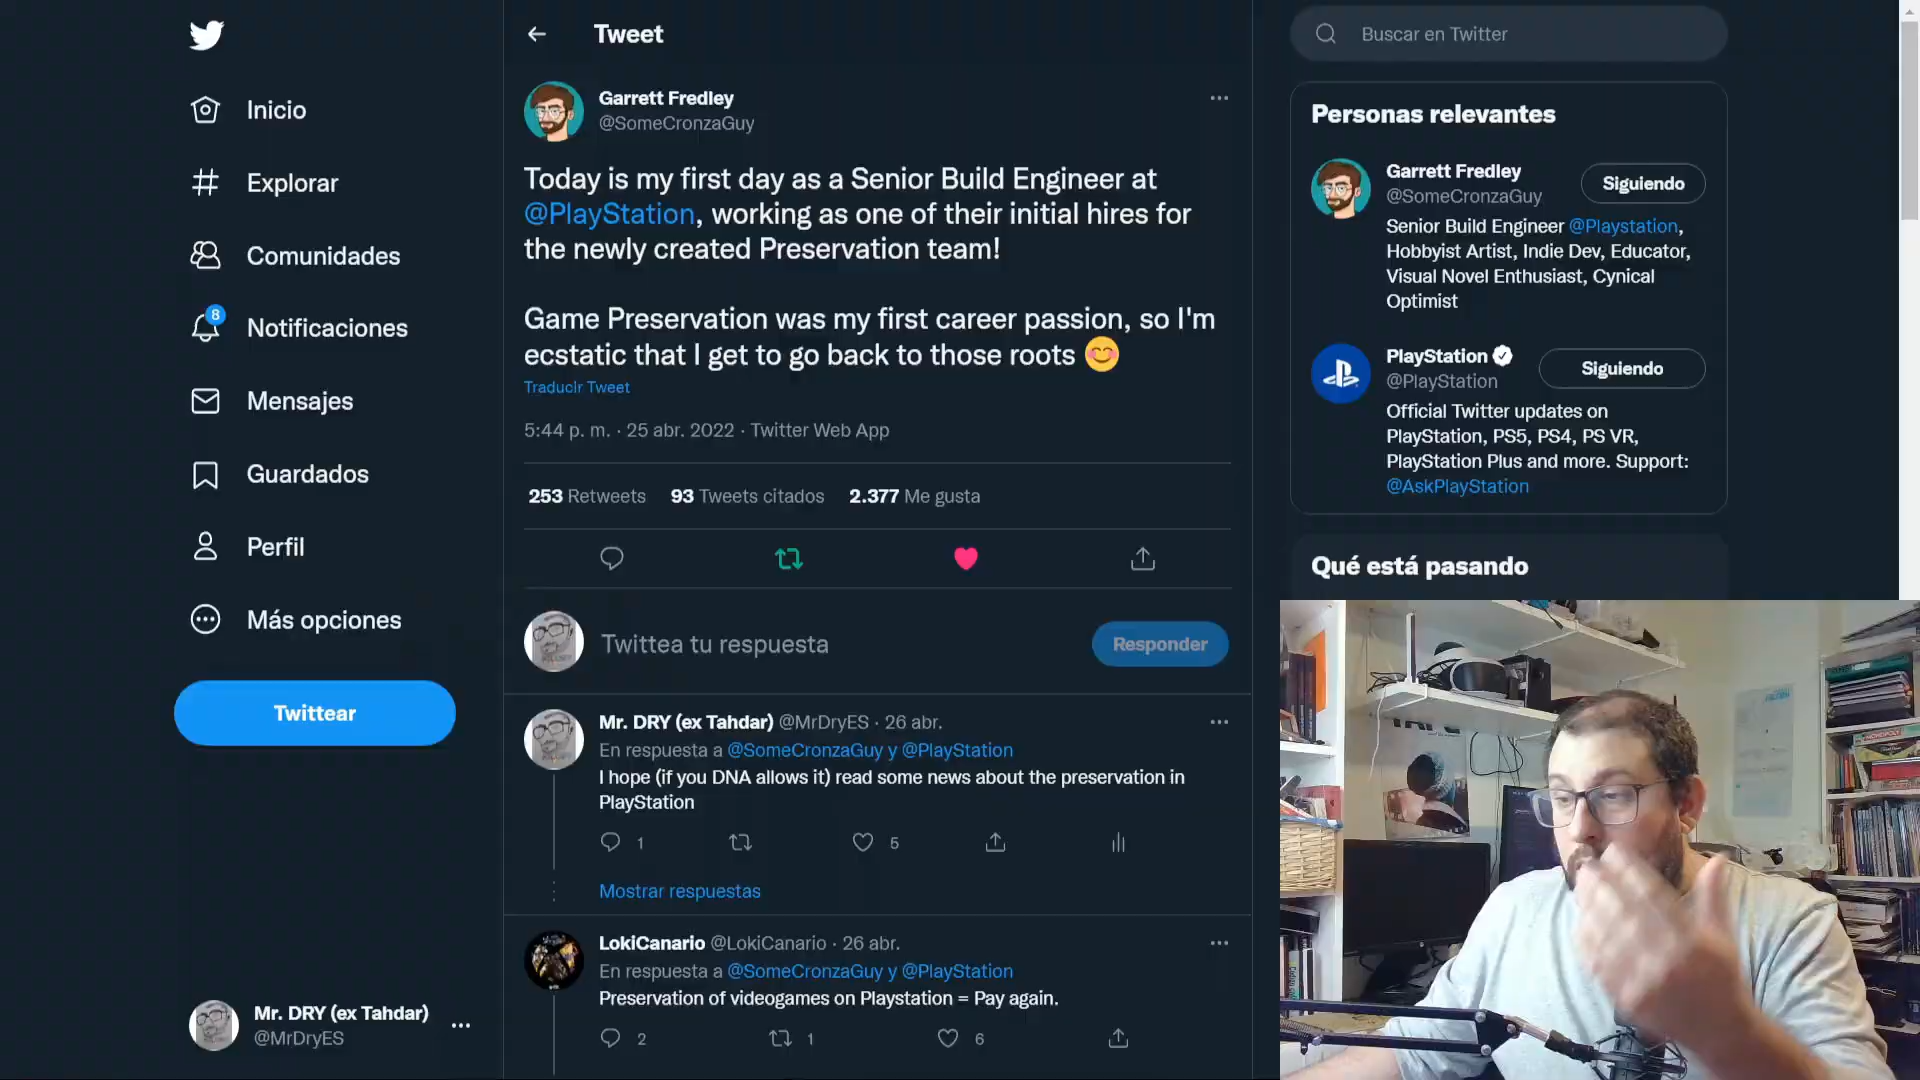 Inicio
Explorar
Comunidades
8
Notificaciones
Mensajes
Guardados
Perfil
Más opciones
Twittear
Mr. DRY (ex Tahdar)
@MrDryES
Tweet
Garrett Fredley
@SomeCronzaGuy
Today is my first day as a Senior Build Engineer at
@PlayStation, working as one of their initial hires for
the newly created Preservation team!
Game Preservation was my first career passion, so I'm
ecstatic that I get to go back to those roots 😊
Traducir Tweet
5:44 p. m. · 25 abr. 2022 · Twitter Web App
253 Retweets 93 Tweets citados 2.377 Me gusta
Twittea tu respuesta
Responder
Mr. DRY (ex Tahdar) @MrDryES · 26 abr.
En respuesta a @SomeCronzaGuy y @PlayStation
I hope (if you DNA allows it) read some news about the preservation in
PlayStation
1 5
Mostrar respuestas
LokiCanario @LokiCanario · 26 abr.
En respuesta a @SomeCronzaGuy y @PlayStation
Preservation of videogames on Playstation = Pay again.
2 1 6
Buscar en Twitter
Personas relevantes
Garrett Fredley
@SomeCronzaGuy
Siguiendo
Senior Build Engineer @Playstation,
Hobbyist Artist, Indie Dev, Educator,
Visual Novel Enthusiast, Cynical
Optimist
PlayStation
@PlayStation
Siguiendo
Official Twitter updates on
PlayStation, PS5, PS4, PS VR,
PlayStation Plus and more. Support:
@AskPlayStation
Qué está pasando
MONOPOLY